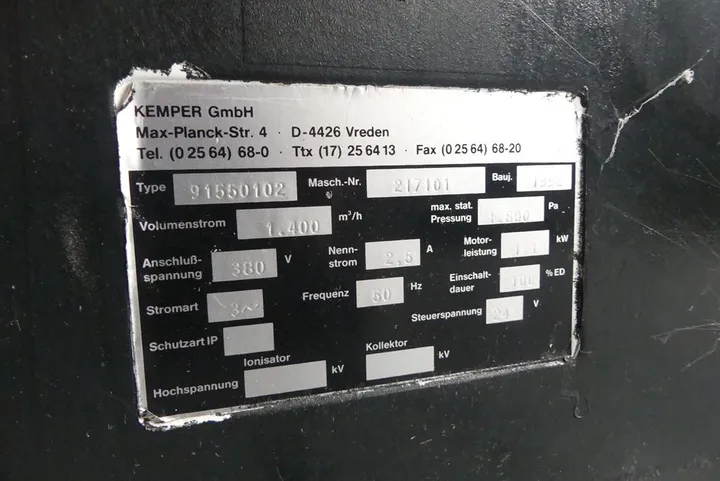 KEMPER GmbH
Max-Planck-Str. 4 · D-4426 Vreden
Tel. (0 25 64) 68-0 · Ttx (17) 25 64 13 · Fax (0 25 64) 68-20
Type 91550102 Masch.-Nr. 217101 Bauj.
Volumenstrom 1.400 m³/h max. stat. Pressung Pa
Anschluß-spannung 380 V Nenn-strom 2,5 A Motor-leistung 1,1 kW
Stromart 3~ Frequenz 50 Hz Einschalt-dauer 100 % ED
Steuerspannung 24 V
Schutzart IP
Hochspannung Ionisator kV Kollektor kV